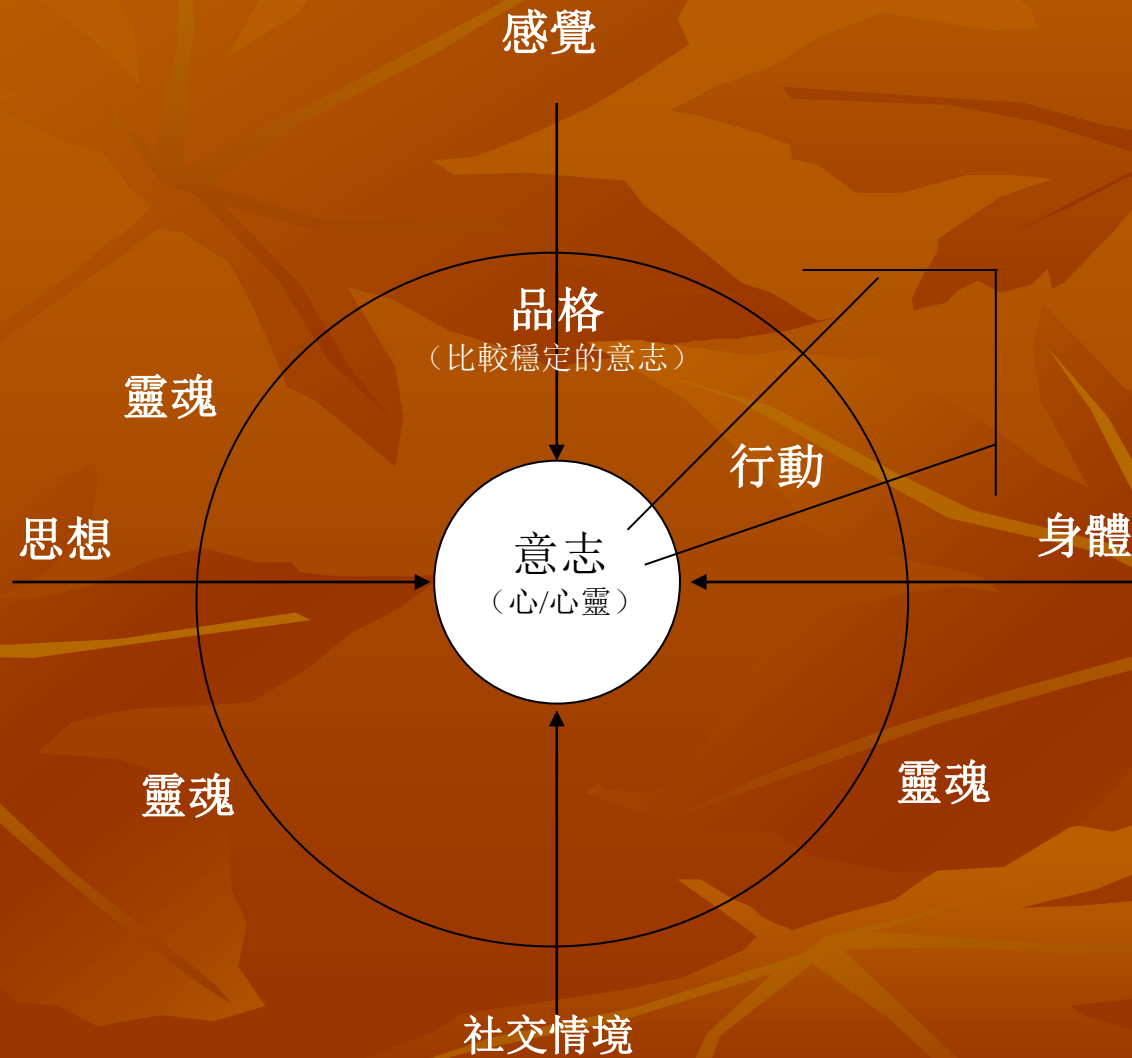 感覺
品格
（比較穩定的意志）
靈魂
行動
思想
身體
意志
（心/心靈）
靈魂
靈魂
社交情境